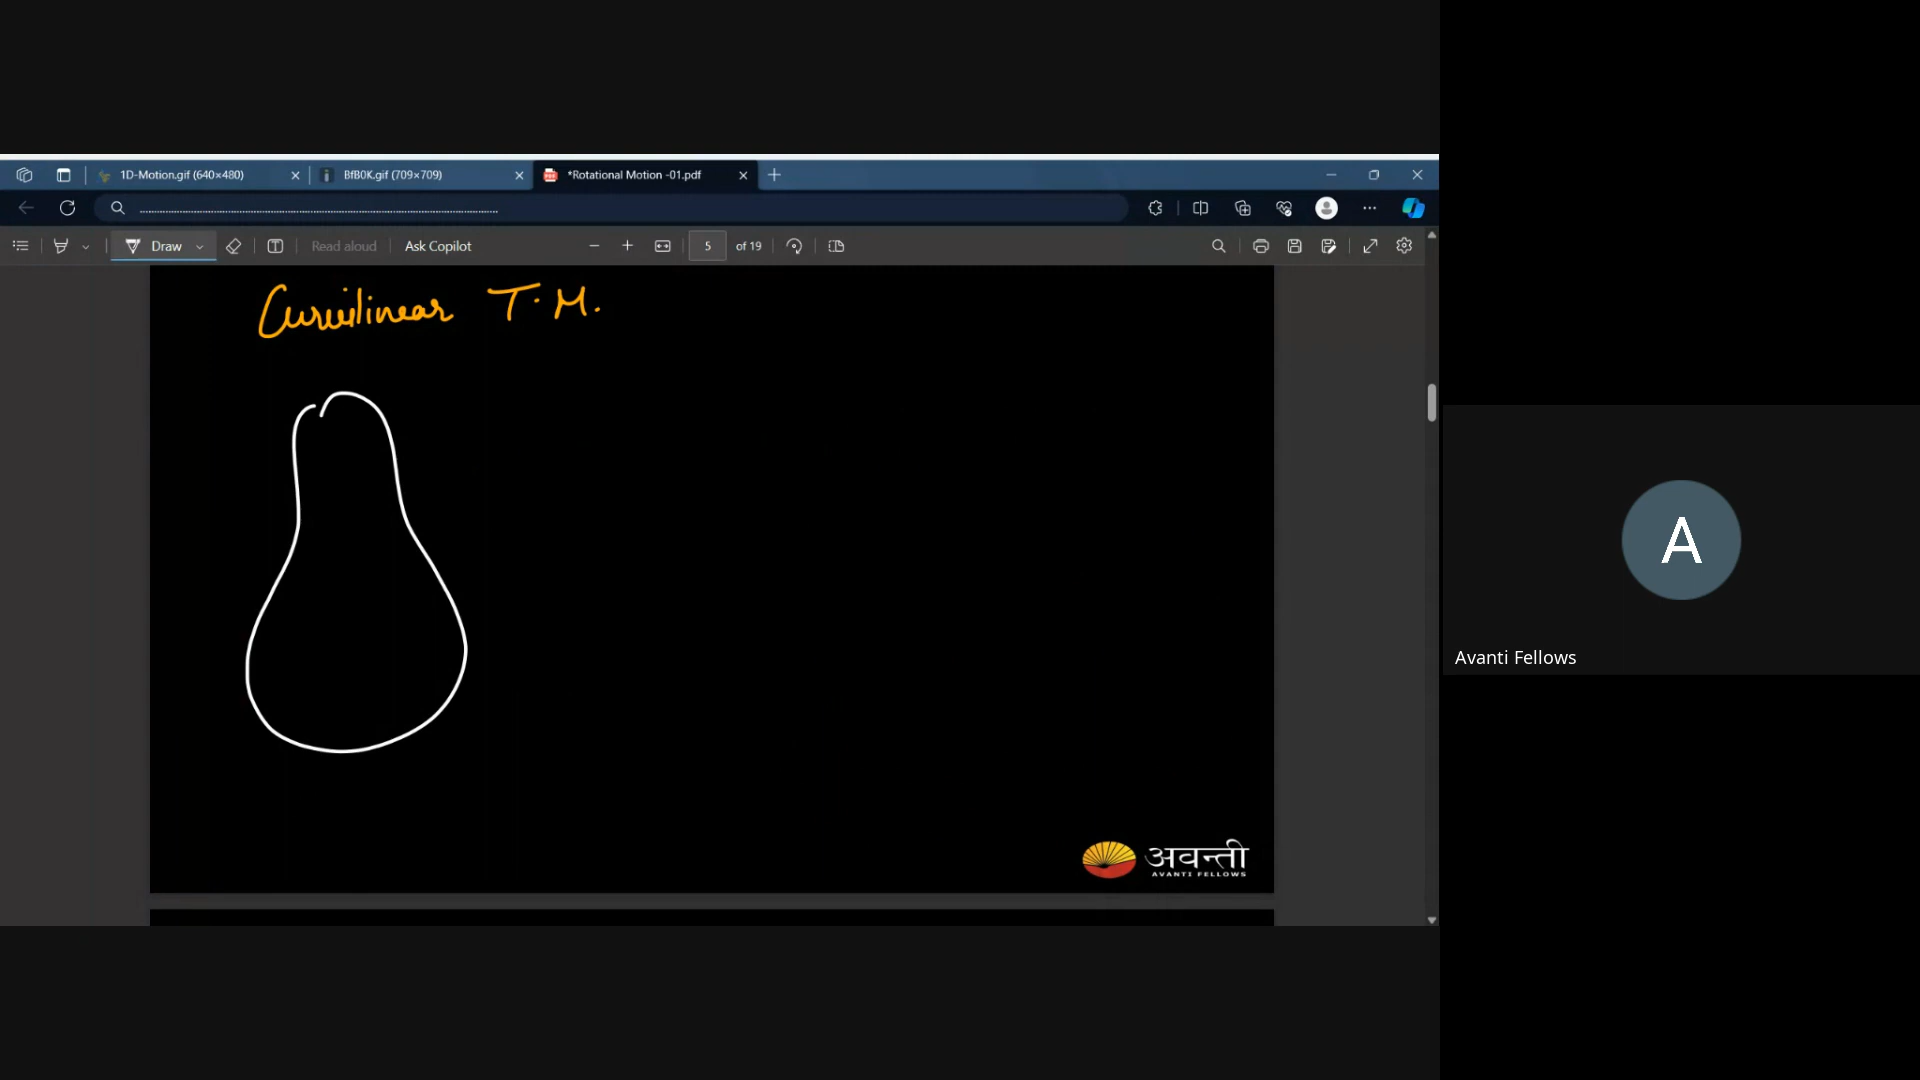 1D-Motion.gif (640×480)
BfB0K.gif (709×709)
*Rotational Motion -01.pdf
Draw
Read aloud
Ask Copilot
5 of 19
Curvilinear T.M.
A
Avanti Fellows
अवन्ती
AVANTI FELLOWS